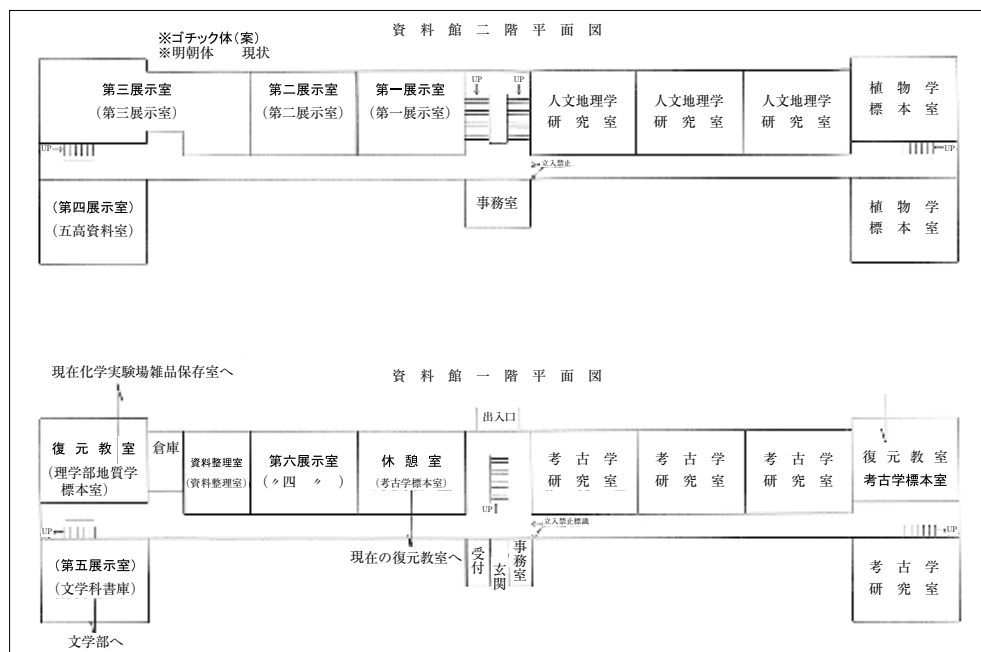 資料館二階平面図
※ゴチック体（案）
※明朝体　現状
第三展示室
（第三展示室）
第二展示室
（第二展示室）
第一展示室
（第一展示室）
UP
UP
人文地理学
研究室
人文地理学
研究室
人文地理学
研究室
植物学
標本室
UP
UP
立入禁止
（第四展示室）
（五高資料室）
事務室
植物学
標本室
現在化学実験場雑品保存室へ
資料館一階平面図
出入口
復元教室
（理学部地質学
標本室）
倉庫
資料整理室
（資料整理室）
第六展示室
（〃四　〃　）
休憩室
（考古学標本室）
UP
考古学
研究室
考古学
研究室
考古学
研究室
復元教室
考古学標本室
UP
立入禁止標識
UP
（第五展示室）
（文学科書庫）
現在の復元教室へ
受付
玄関
事務室
考古学
研究室
文学部へ